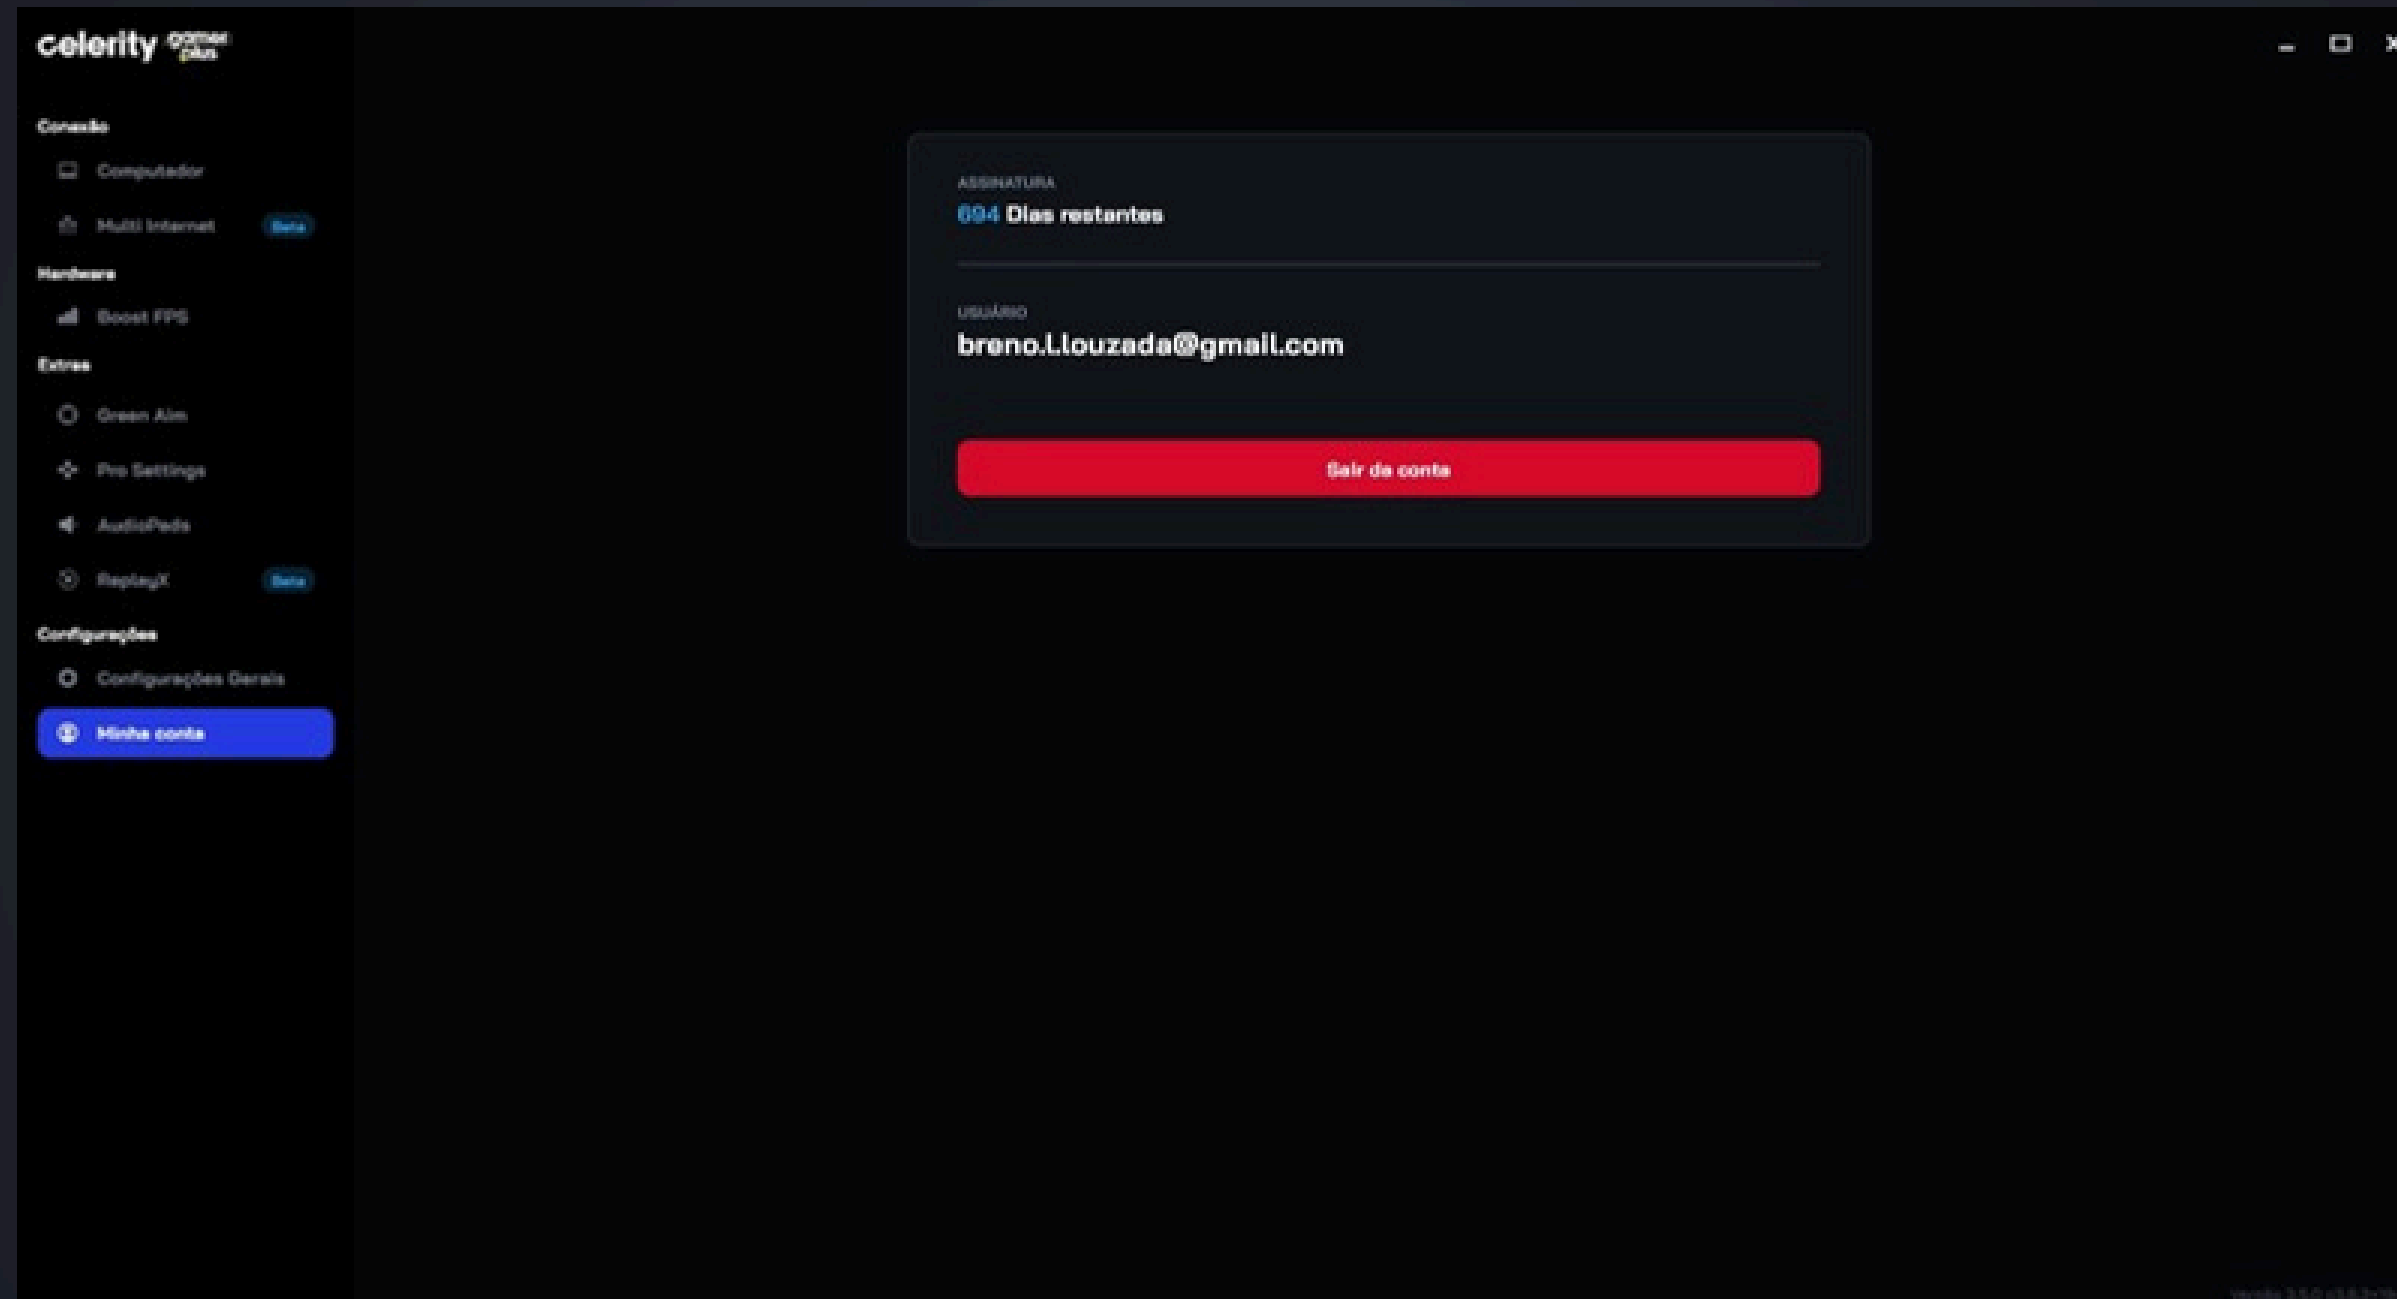 celerity gamer plus
Conexão
Computador
Multi Internet Beta
Hardware
Boost FPS
Extras
Green Aim
Pro Settings
AudioPads
ReplayX Beta
Configurações
Configurações Gerais
Minha conta
ASSINATURA
694 Dias restantes
USUÁRIO
breno.l.louzada@gmail.com
Sair da conta